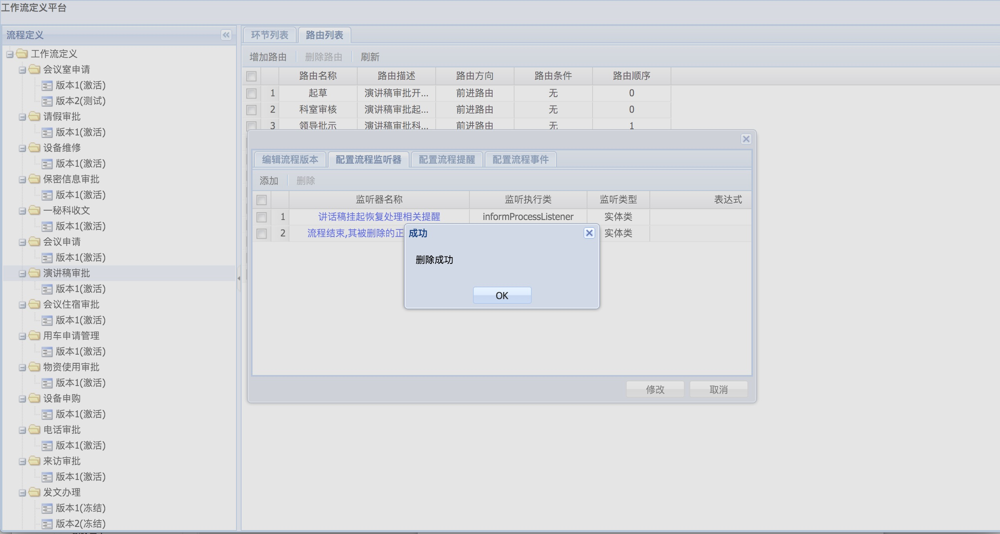 工作流定义平台
流程定义
工作流定义
会议室申请
版本1(激活)
版本2(测试)
请假审批
版本1(激活)
设备维修
版本1(激活)
保密信息审批
版本1(激活)
一秘科收文
版本1(激活)
会议申请
版本1(激活)
演讲稿审批
版本1(激活)
会议住宿审批
版本1(激活)
用车申请管理
版本1(激活)
物资使用审批
版本1(激活)
设备申购
版本1(激活)
电话审批
版本1(激活)
来访审批
版本1(激活)
发文办理
版本1(冻结)
版本2(冻结)
环节列表 路由列表
增加路由 删除路由 刷新
路由名称 路由描述 路由方向 路由条件 路由顺序
1 起草 演讲稿审批开... 前进路由 无 0
2 科室审核 演讲稿审批起... 前进路由 无 0
3 领导批示 演讲稿审批科... 前进路由 无 1
编辑流程版本 配置流程监听器 配置流程提醒 配置流程事件
添加 删除
监听器名称 监听执行类 监听类型 表达式
1 讲话稿挂起恢复处理相关提醒 informProcessListener 实体类
2 流程结束,其被删除的正 实体类
成功
删除成功
OK
修改 取消